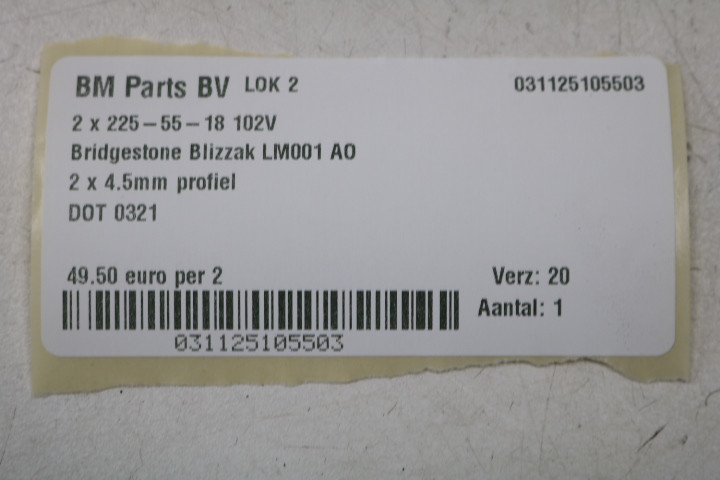 BM Parts BV LOK 2 031125105503
2 x 225-55-18 102V
Bridgestone Blizzak LM001 AO
2 x 4.5mm profiel
DOT 0321
49.50 euro per 2 Verz: 20
Aantal: 1
031125105503